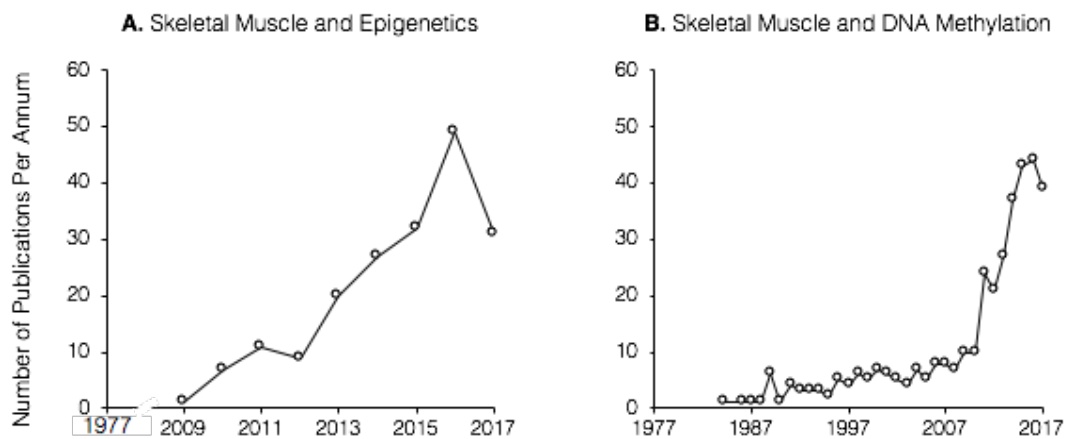 A. Skeletal Muscle and Epigenetics
Number of Publications Per Annum
60
50
40
30
20
10
0
1977 2009 2011 2013 2015 2017
B. Skeletal Muscle and DNA Methylation
60
50
40
30
20
10
0
1977 1987 1997 2007 2017